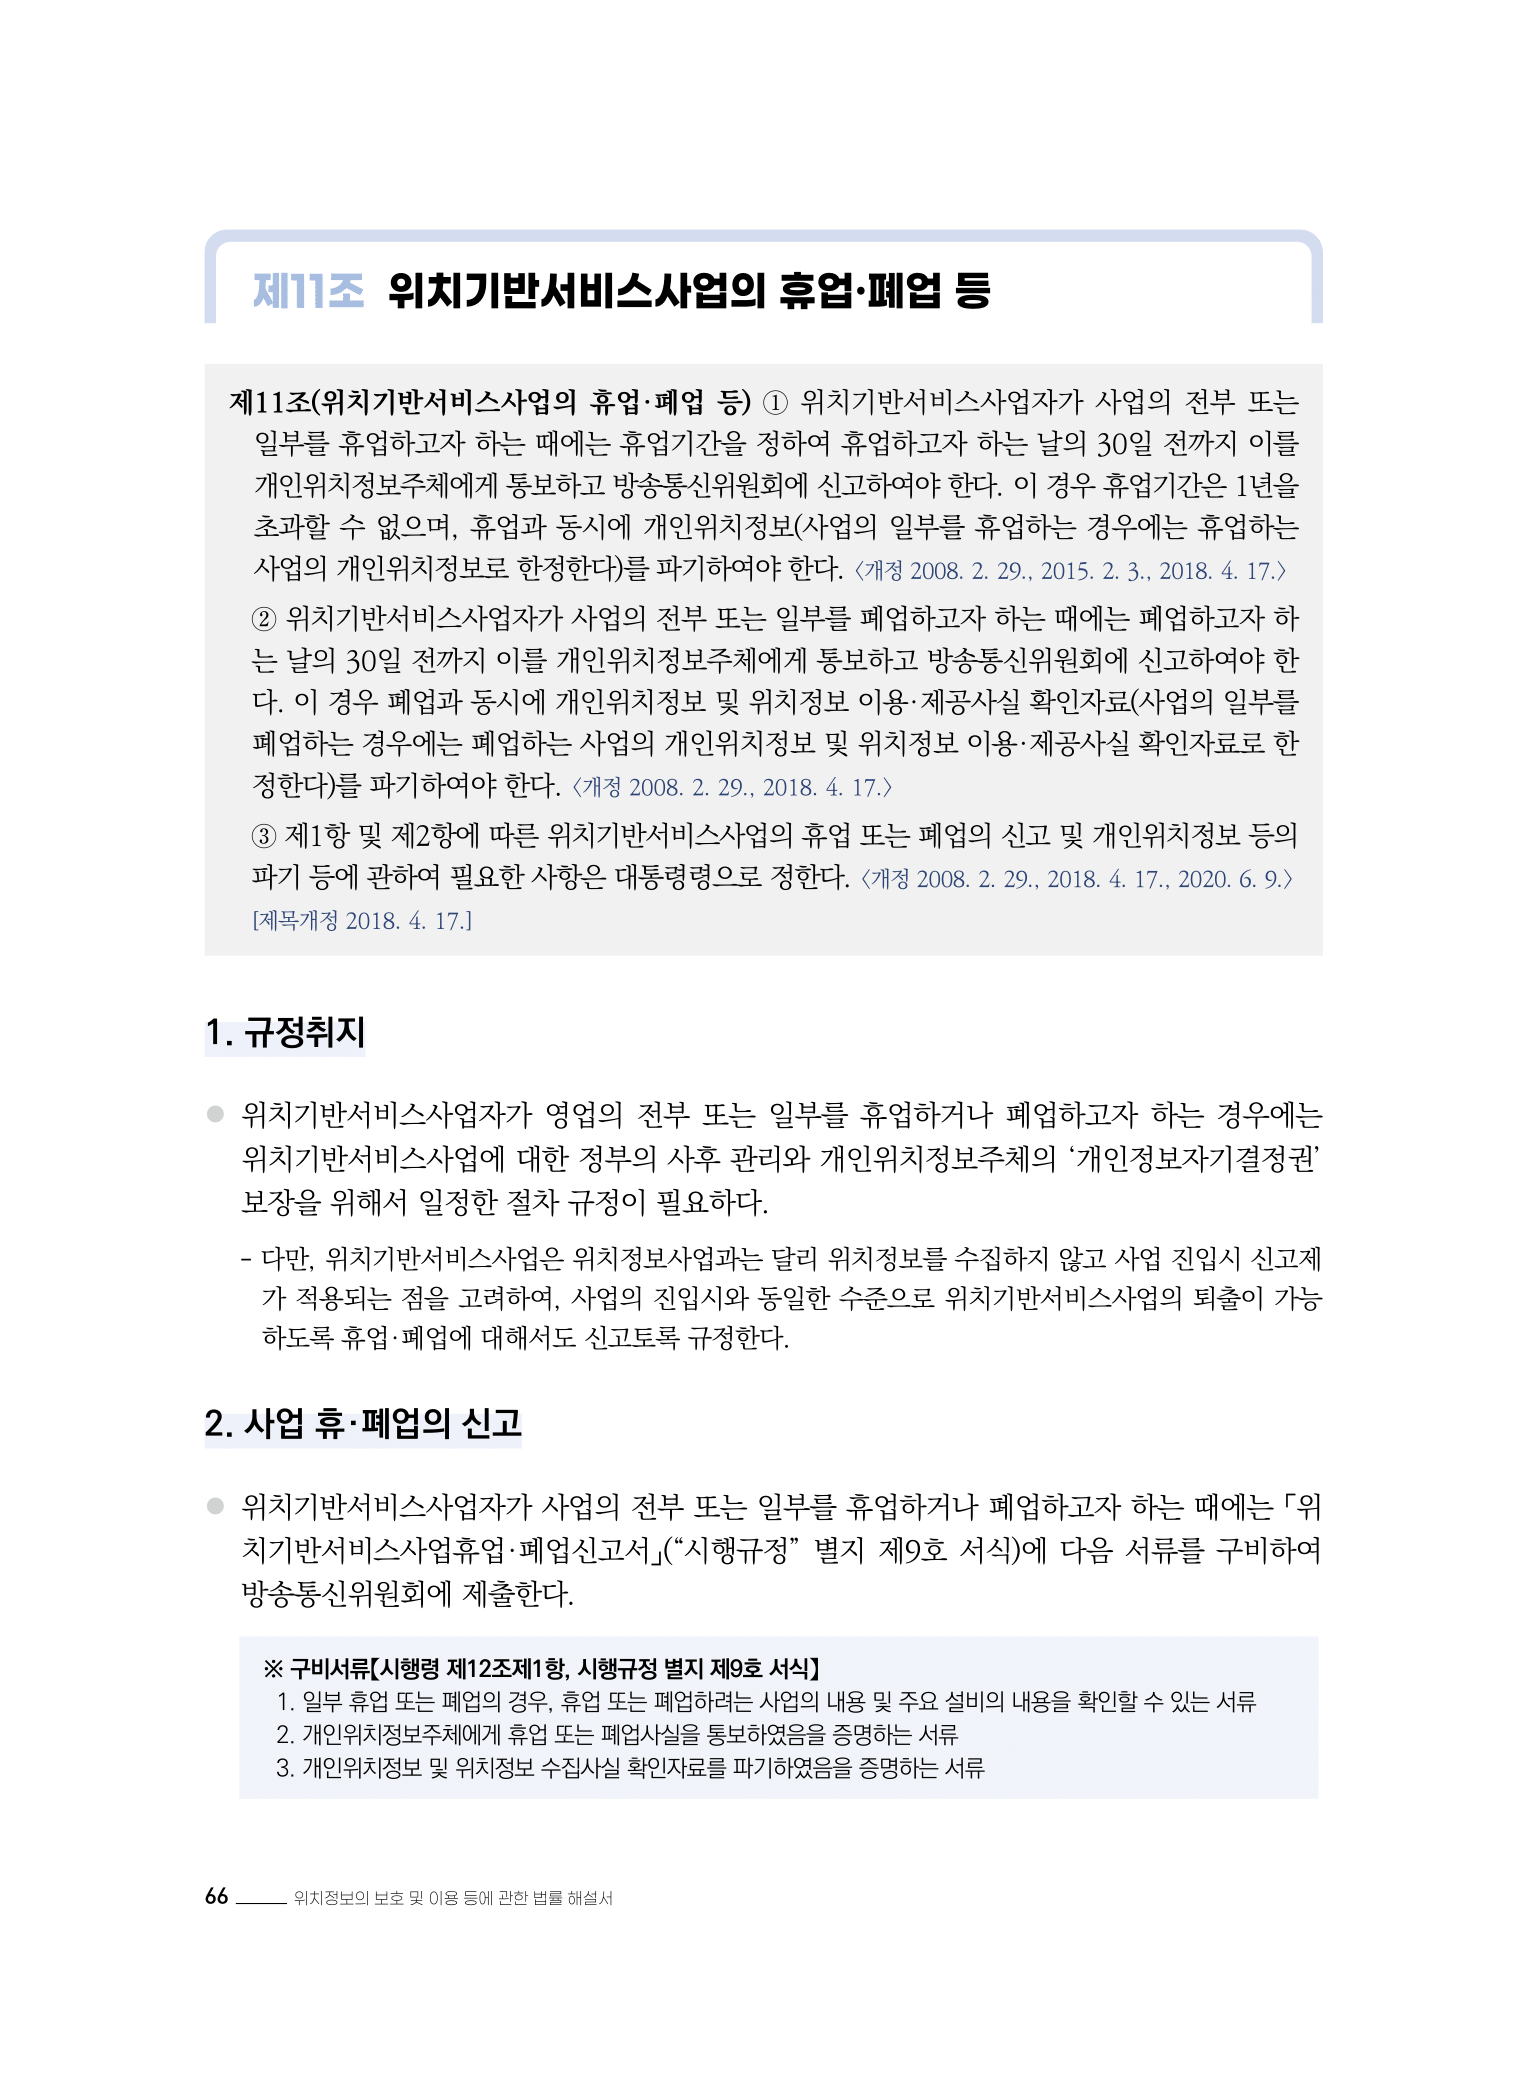 제11조 위치기반서비스사업의 휴업·폐업 등
제11조(위치기반서비스사업의 휴업·폐업 등) ① 위치기반서비스사업자가 사업의 전부 또는
일부를 휴업하고자 하는 때에는 휴업기간을 정하여 휴업하고자 하는 날의 30일 전까지 이를
개인위치정보주체에게 통보하고 방송통신위원회에 신고하여야 한다. 이 경우 휴업기간은 1년을
초과할 수 없으며, 휴업과 동시에 개인위치정보(사업의 일부를 휴업하는 경우에는 휴업하는
사업의 개인위치정보로 한정한다)를 파기하여야 한다. 〈개정 2008. 2. 29., 2015. 2. 3., 2018. 4. 17.〉
② 위치기반서비스사업자가 사업의 전부 또는 일부를 폐업하고자 하는 때에는 폐업하고자 하
는 날의 30일 전까지 이를 개인위치정보주체에게 통보하고 방송통신위원회에 신고하여야 한
다. 이 경우 폐업과 동시에 개인위치정보 및 위치정보 이용·제공사실 확인자료(사업의 일부를
폐업하는 경우에는 폐업하는 사업의 개인위치정보 및 위치정보 이용·제공사실 확인자료로 한
정한다)를 파기하여야 한다. 〈개정 2008. 2. 29., 2018. 4. 17.〉
③ 제1항 및 제2항에 따른 위치기반서비스사업의 휴업 또는 폐업의 신고 및 개인위치정보 등의
파기 등에 관하여 필요한 사항은 대통령령으로 정한다. 〈개정 2008. 2. 29., 2018. 4. 17., 2020. 6. 9.〉
[제목개정 2018. 4. 17.]
1. 규정취지
● 위치기반서비스사업자가 영업의 전부 또는 일부를 휴업하거나 폐업하고자 하는 경우에는
위치기반서비스사업에 대한 정부의 사후 관리와 개인위치정보주체의 ‘개인정보자기결정권’
보장을 위해서 일정한 절차 규정이 필요하다.
- 다만, 위치기반서비스사업은 위치정보사업과는 달리 위치정보를 수집하지 않고 사업 진입시 신고제
가 적용되는 점을 고려하여, 사업의 진입시와 동일한 수준으로 위치기반서비스사업의 퇴출이 가능
하도록 휴업·폐업에 대해서도 신고토록 규정한다.
2. 사업 휴·폐업의 신고
● 위치기반서비스사업자가 사업의 전부 또는 일부를 휴업하거나 폐업하고자 하는 때에는 「위
치기반서비스사업휴업·폐업신고서」(“시행규정” 별지 제9호 서식)에 다음 서류를 구비하여
방송통신위원회에 제출한다.
※ 구비서류【시행령 제12조제1항, 시행규정 별지 제9호 서식】
1. 일부 휴업 또는 폐업의 경우, 휴업 또는 폐업하려는 사업의 내용 및 주요 설비의 내용을 확인할 수 있는 서류
2. 개인위치정보주체에게 휴업 또는 폐업사실을 통보하였음을 증명하는 서류
3. 개인위치정보 및 위치정보 수집사실 확인자료를 파기하였음을 증명하는 서류
66 위치정보의 보호 및 이용 등에 관한 법률 해설서